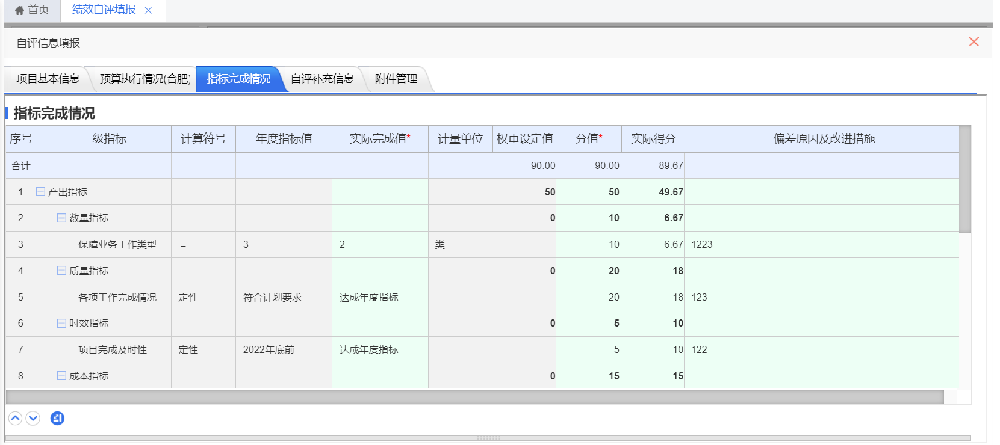 首页 绩效自评填报
自评信息填报
项目基本信息 预算执行情况(合肥) 指标完成情况 自评补充信息 附件管理
指标完成情况
序号 三级指标 计算符号 年度指标值 实际完成值* 计量单位 权重设定值 分值* 实际得分 偏差原因及改进措施
合计 90.00 90.00 89.67
1 产出指标 50 50 49.67
2 数量指标 0 10 6.67
3 保障业务工作类型 = 3 2 类 10 6.67 1223
4 质量指标 0 20 18
5 各项工作完成情况 定性 符合计划要求 达成年度指标 20 18 123
6 时效指标 0 5 10
7 项目完成及时性 定性 2022年底前 达成年度指标 5 10 122
8 成本指标 0 15 15